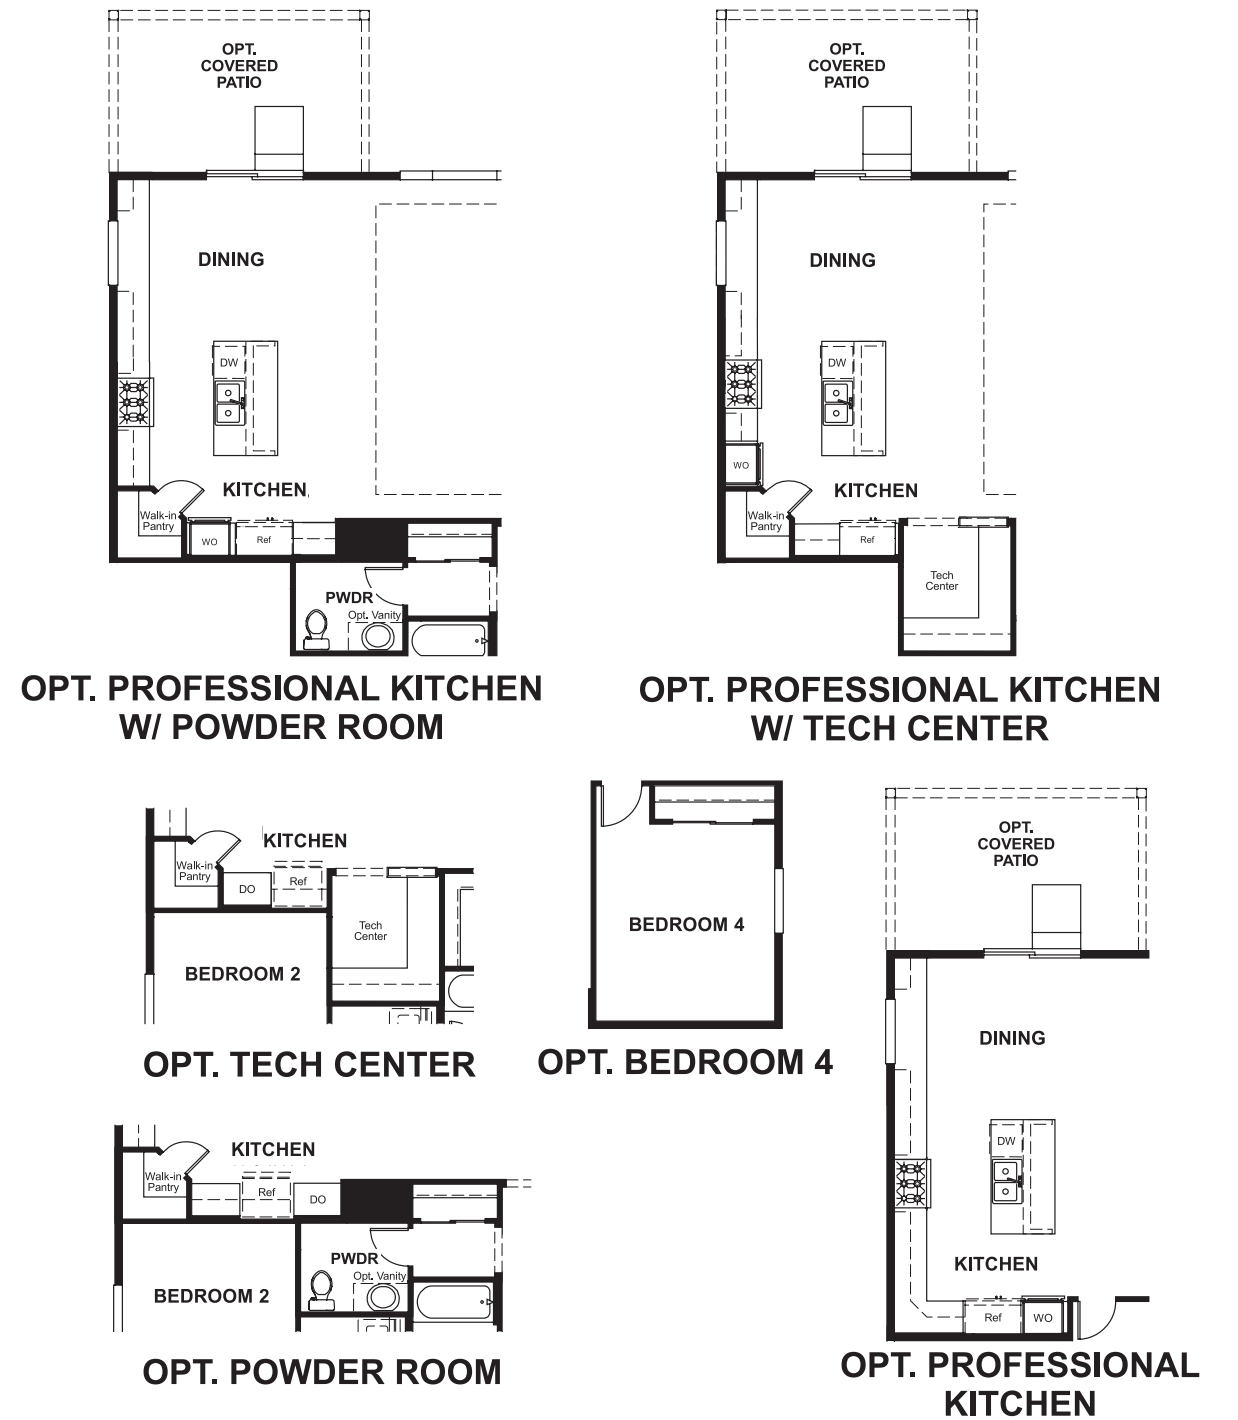 OPT.
COVERED
PATIO
DINING
DW
KITCHEN
Walk-in
Pantry
WO
Ref
PWDR
Opt. Vanity
OPT. PROFESSIONAL KITCHEN
W/ POWDER ROOM
OPT.
COVERED
PATIO
DINING
DW
WO
KITCHEN
Walk-in
Pantry
Ref
Tech
Center
OPT. PROFESSIONAL KITCHEN
W/ TECH CENTER
KITCHEN
Walk-in
Pantry
DO
Ref
Tech
Center
BEDROOM 2
OPT. TECH CENTER
BEDROOM 4
OPT. BEDROOM 4
KITCHEN
Walk-in
Pantry
Ref
DO
PWDR
Opt. Vanity
BEDROOM 2
OPT. POWDER ROOM
OPT.
COVERED
PATIO
DINING
DW
KITCHEN
Ref
WO
OPT. PROFESSIONAL
KITCHEN